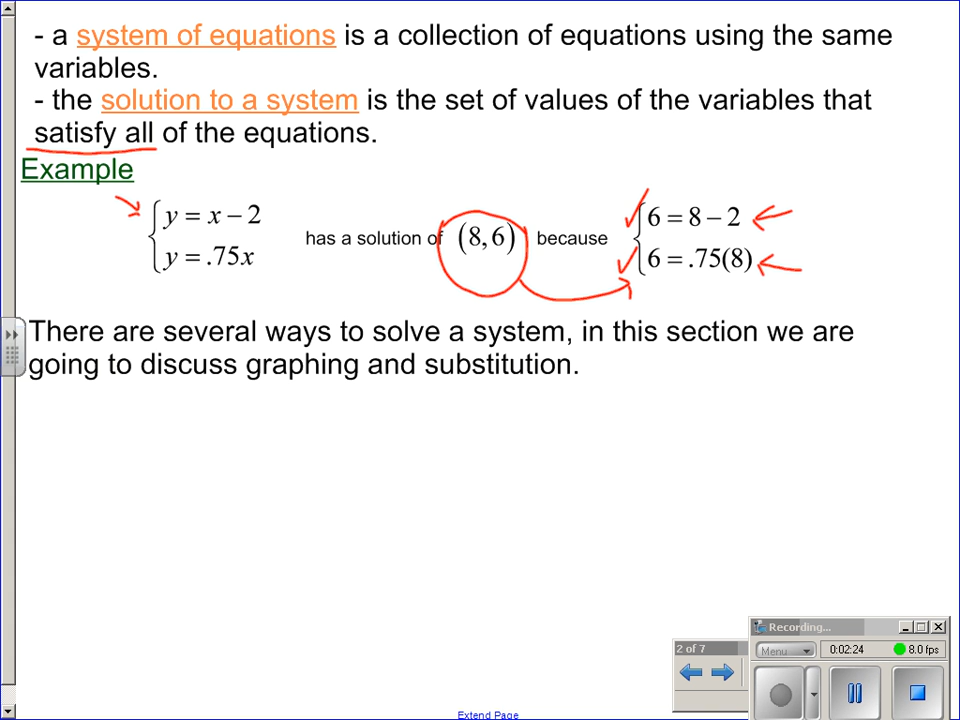 - a system of equations is a collection of equations using the same
variables.
- the solution to a system is the set of values of the variables that
satisfy all of the equations.
Example
y = x − 2
y = .75x
has a solution of (8,6) because
6 = 8 − 2
6 = .75(8)
There are several ways to solve a system, in this section we are
going to discuss graphing and substitution.
Recording...
2 of 7
Menu
0:02:24
8.0 fps
Extend Page